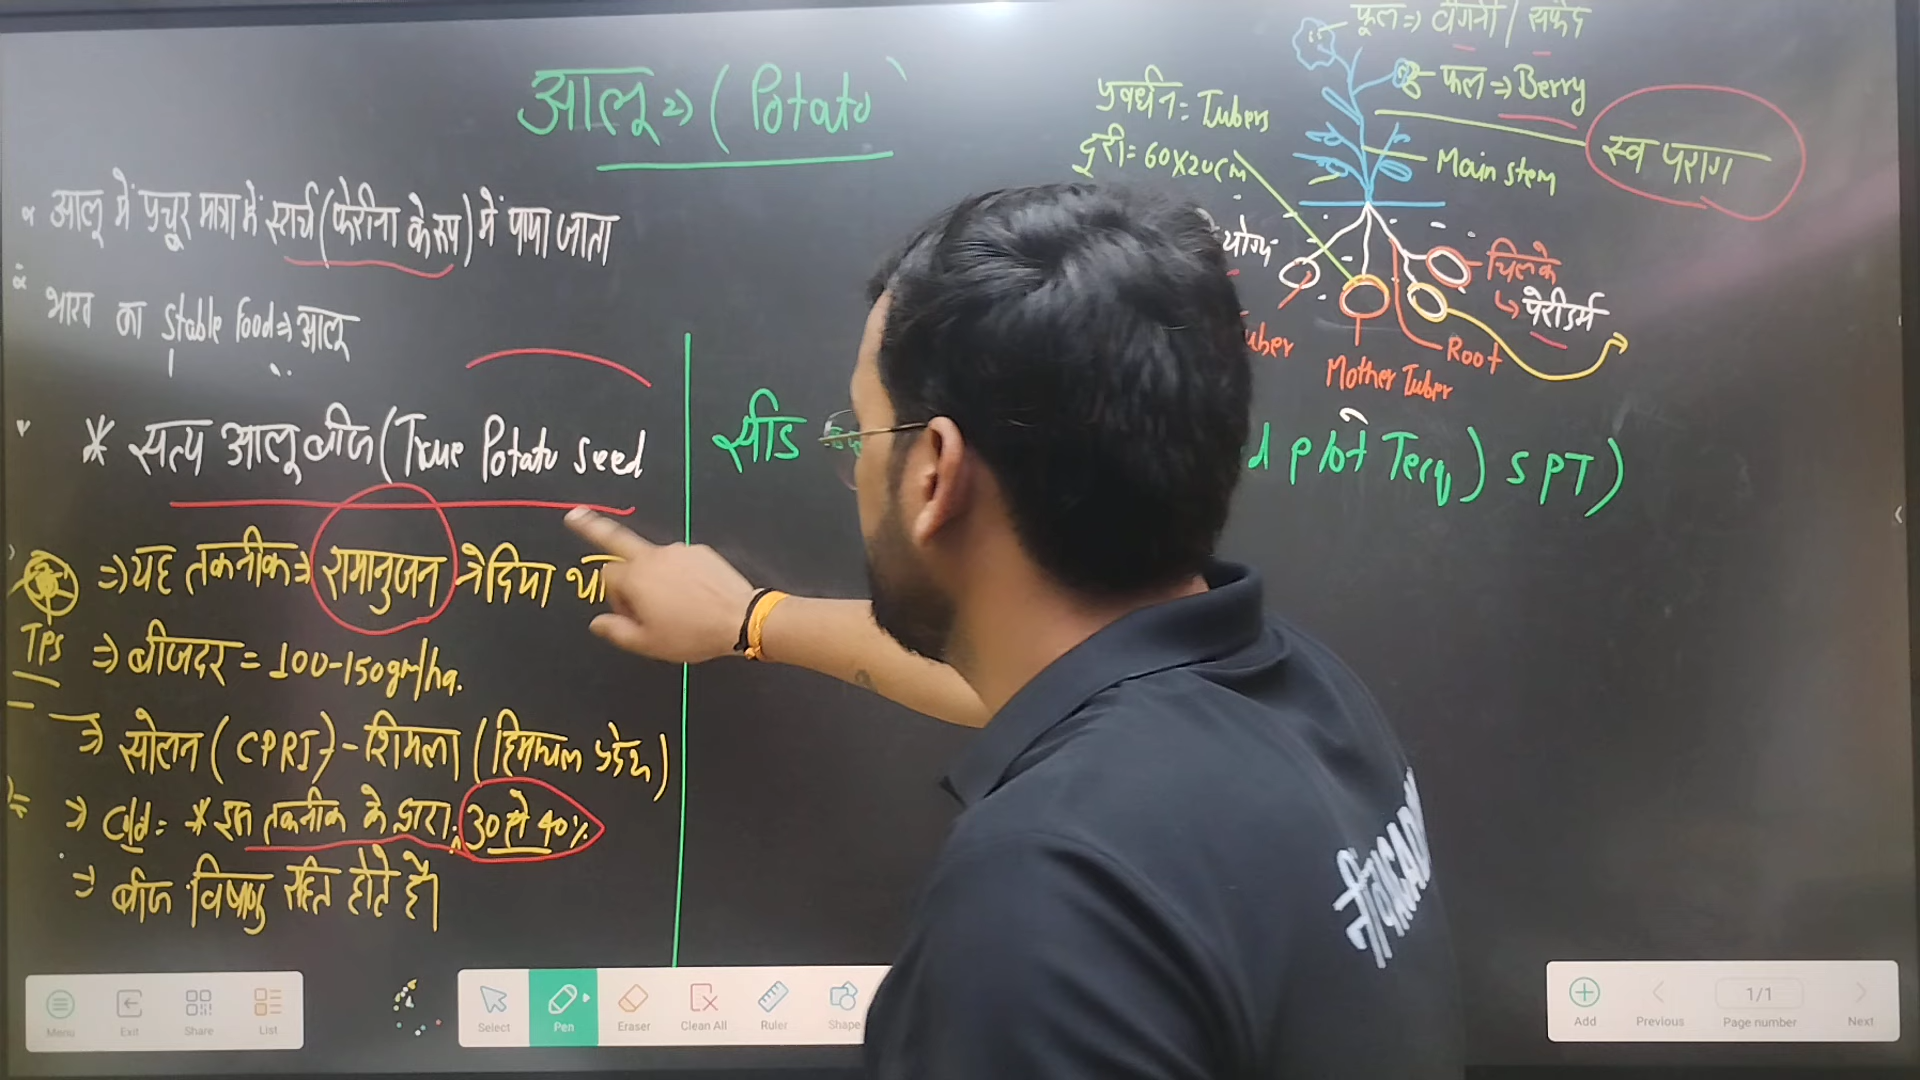 आलू => ( Potato )
आलू में प्रचूर मात्रा में स्टार्च (फेरीना के रूप) में पाया जाता
भारत का Stable Food => आलू
* सत्य आलू बीज (True Potato Seed
=> यह तकनीक => रामानुजन ने दिया था
TPS
=> बीजदर = 100-150gm/ha.
=> सोलन (CPRI) - शिमला (हिमाचल प्रदेश)
=> * इस तकनीक के द्वारा 30 से 40%
=> बीज विषाणु रहित होते है।
फूल => बैंगनी / सफेद
फल => Berry
प्रवर्धन = Tubers
दूरी = 60X20cm
स्व पराग
Main stem
योग्य
चिलके
↳ पेरीडर्म
uber
Root
Mother Tuber
सीड d plot Tecq) SPT)
Menu
Exit
Share
List
Select
Pen
Eraser
Clean All
Ruler
Shape
Add
Previous
1/1
Page number
Next